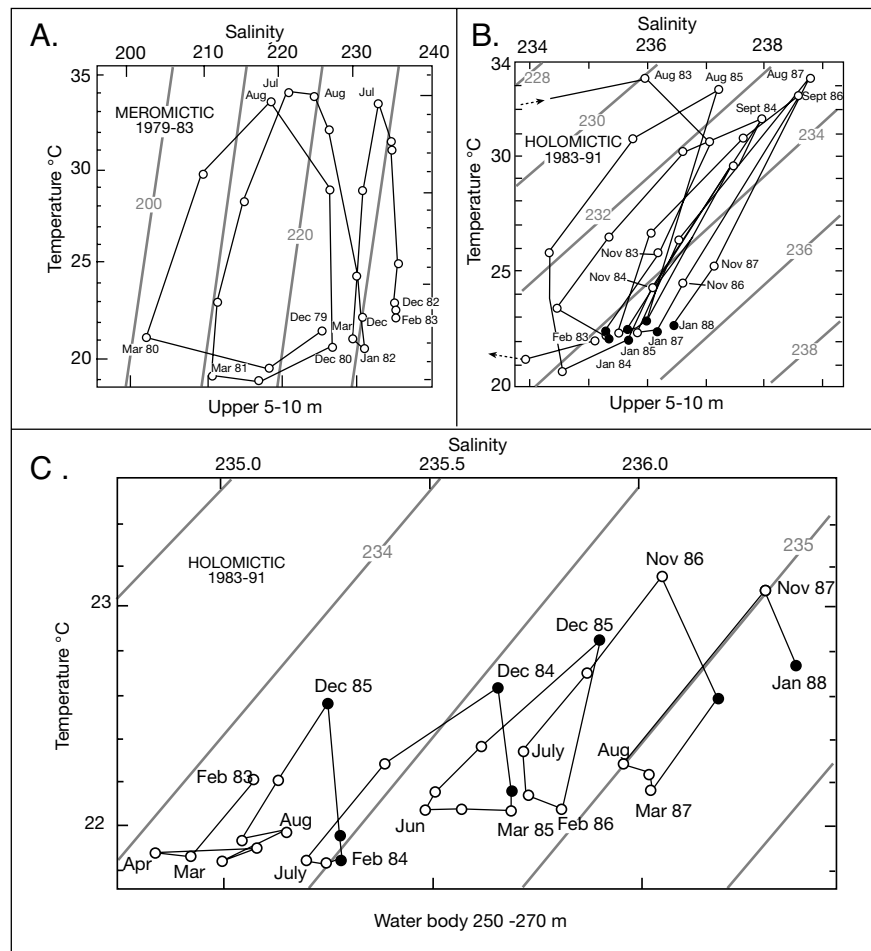 A.
Salinity
200 210 220 230 240
35
30
25
20
Temperature °C
MEROMICTIC
1979-83
Jul
Aug
Aug
Jul
200
220
Dec 79
Mar
Dec
Dec 82
Feb 83
Mar 80
Mar 81
Dec 80
Jan 82
Upper 5-10 m
B.
Salinity
234 236 238
33
30
25
20
Temperature °C
228
Aug 83
Aug 85
Aug 87
Sept 86
230
Sept 84
234
HOLOMICTIC
1983-91
232
236
Nov 83
Nov 84
Nov 87
Nov 86
Feb 83
Jan 88
Jan 85
Jan 87
Jan 84
238
Upper 5-10 m
C .
Salinity
235.0 235.5 236.0
23
22
Temperature °C
HOLOMICTIC
1983-91
234
235
Nov 86
Nov 87
Dec 85
Dec 84
Dec 85
Jan 88
Feb 83
July
Aug
Aug
Mar 87
Jun
Mar 85
Feb 86
Apr
Mar
July
Feb 84
Water body 250 -270 m